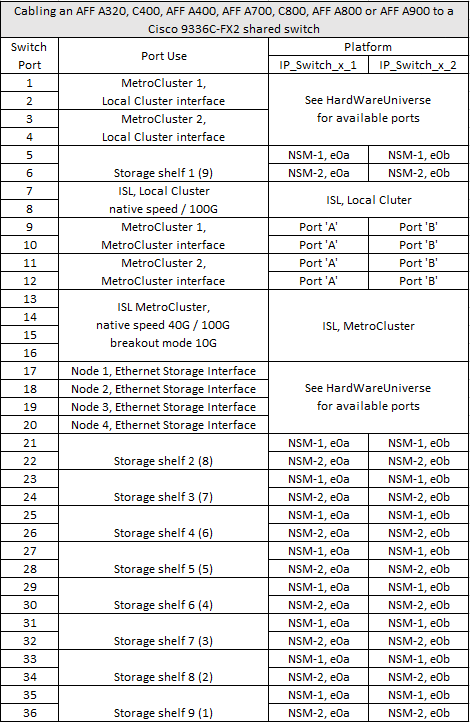 Cabling an AFF A320, C400, AFF A400, AFF A700, C800, AFF A800 or AFF A900 to a
Cisco 9336C-FX2 shared switch
Switch
Port
Port Use
Platform
IP_Switch_x_1
IP_Switch_x_2
1
MetroCluster 1,
2
Local Cluster interface
3
MetroCluster 2,
4
Local Cluster interface
See HardWareUniverse
for available ports
5
NSM-1, e0a
NSM-1, e0b
6
Storage shelf 1 (9)
NSM-2, e0a
NSM-2, e0b
7
ISL, Local Cluster
8
native speed / 100G
ISL, Local Cluter
9
MetroCluster 1,
Port 'A'
Port 'B'
10
MetroCluster interface
Port 'A'
Port 'B'
11
MetroCluster 2,
Port 'A'
Port 'B'
12
MetroCluster interface
Port 'A'
Port 'B'
13
14
15
16
ISL MetroCluster,
native speed 40G / 100G
breakout mode 10G
ISL, MetroCluster
17
Node 1, Ethernet Storage Interface
18
Node 2, Ethernet Storage Interface
19
Node 3, Ethernet Storage Interface
20
Node 4, Ethernet Storage Interface
See HardWareUniverse
for available ports
21
NSM-1, e0a
NSM-1, e0b
22
Storage shelf 2 (8)
NSM-2, e0a
NSM-2, e0b
23
NSM-1, e0a
NSM-1, e0b
24
Storage shelf 3 (7)
NSM-2, e0a
NSM-2, e0b
25
NSM-1, e0a
NSM-1, e0b
26
Storage shelf 4 (6)
NSM-2, e0a
NSM-2, e0b
27
NSM-1, e0a
NSM-1, e0b
28
Storage shelf 5 (5)
NSM-2, e0a
NSM-2, e0b
29
NSM-1, e0a
NSM-1, e0b
30
Storage shelf 6 (4)
NSM-2, e0a
NSM-2, e0b
31
NSM-1, e0a
NSM-1, e0b
32
Storage shelf 7 (3)
NSM-2, e0a
NSM-2, e0b
33
NSM-1, e0a
NSM-1, e0b
34
Storage shelf 8 (2)
NSM-2, e0a
NSM-2, e0b
35
NSM-1, e0a
NSM-1, e0b
36
Storage shelf 9 (1)
NSM-2, e0a
NSM-2, e0b